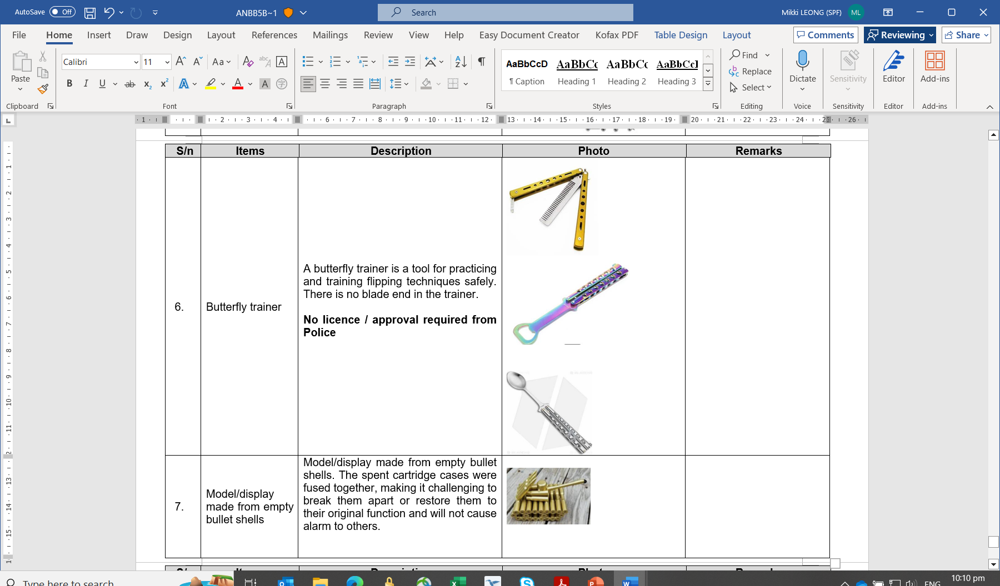 AutoSave Off
ANBB5B~1
Search
Mikki LEONG (SPF) ML
File Home Insert Draw Design Layout References Mailings Review View Help Easy Document Creator Kofax PDF Table Design Layout
Comments Reviewing Share
Paste
Calibri 11
AaBbCcD AaBbCc AaBbCc AaBbCcI
¶ Caption Heading 1 Heading 2 Heading 3
Find
Replace
Select
Dictate Sensitivity Editor Add-ins
Clipboard Font Paragraph Styles Editing Voice Sensitivity Editor Add-ins
S/n Items Description Photo Remarks
6.
Butterfly trainer
A butterfly trainer is a tool for practicing
and training flipping techniques safely.
There is no blade end in the trainer.
No licence / approval required from
Police
7.
Model/display
made from empty
bullet shells
Model/display made from empty bullet
shells. The spent cartridge cases were
fused together, making it challenging to
break them apart or restore them to
their original function and will not cause
alarm to others.
Type here to search
ENG
10:10 pm